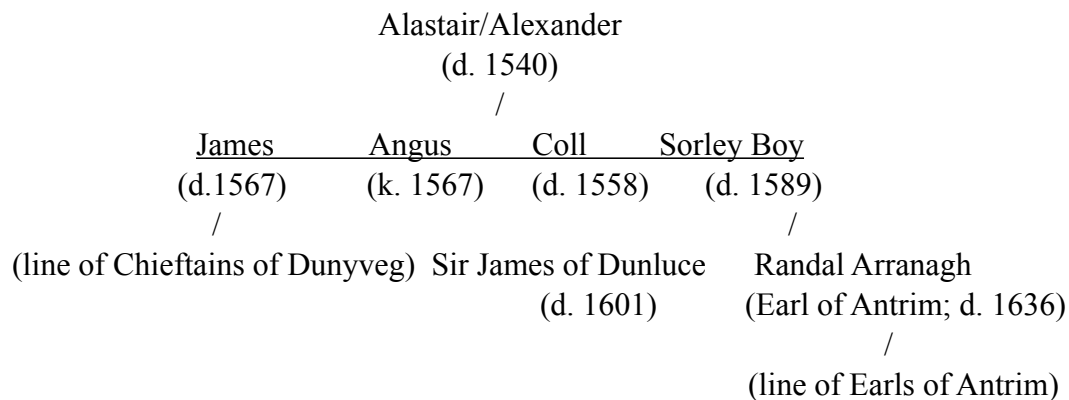 Alastair/Alexander
(d. 1540)
/
James Angus Coll Sorley Boy
(d.1567) (k. 1567) (d. 1558) (d. 1589)
/ /
(line of Chieftains of Dunyveg) Sir James of Dunluce Randal Arranagh
(d. 1601) (Earl of Antrim; d. 1636)
/
(line of Earls of Antrim)